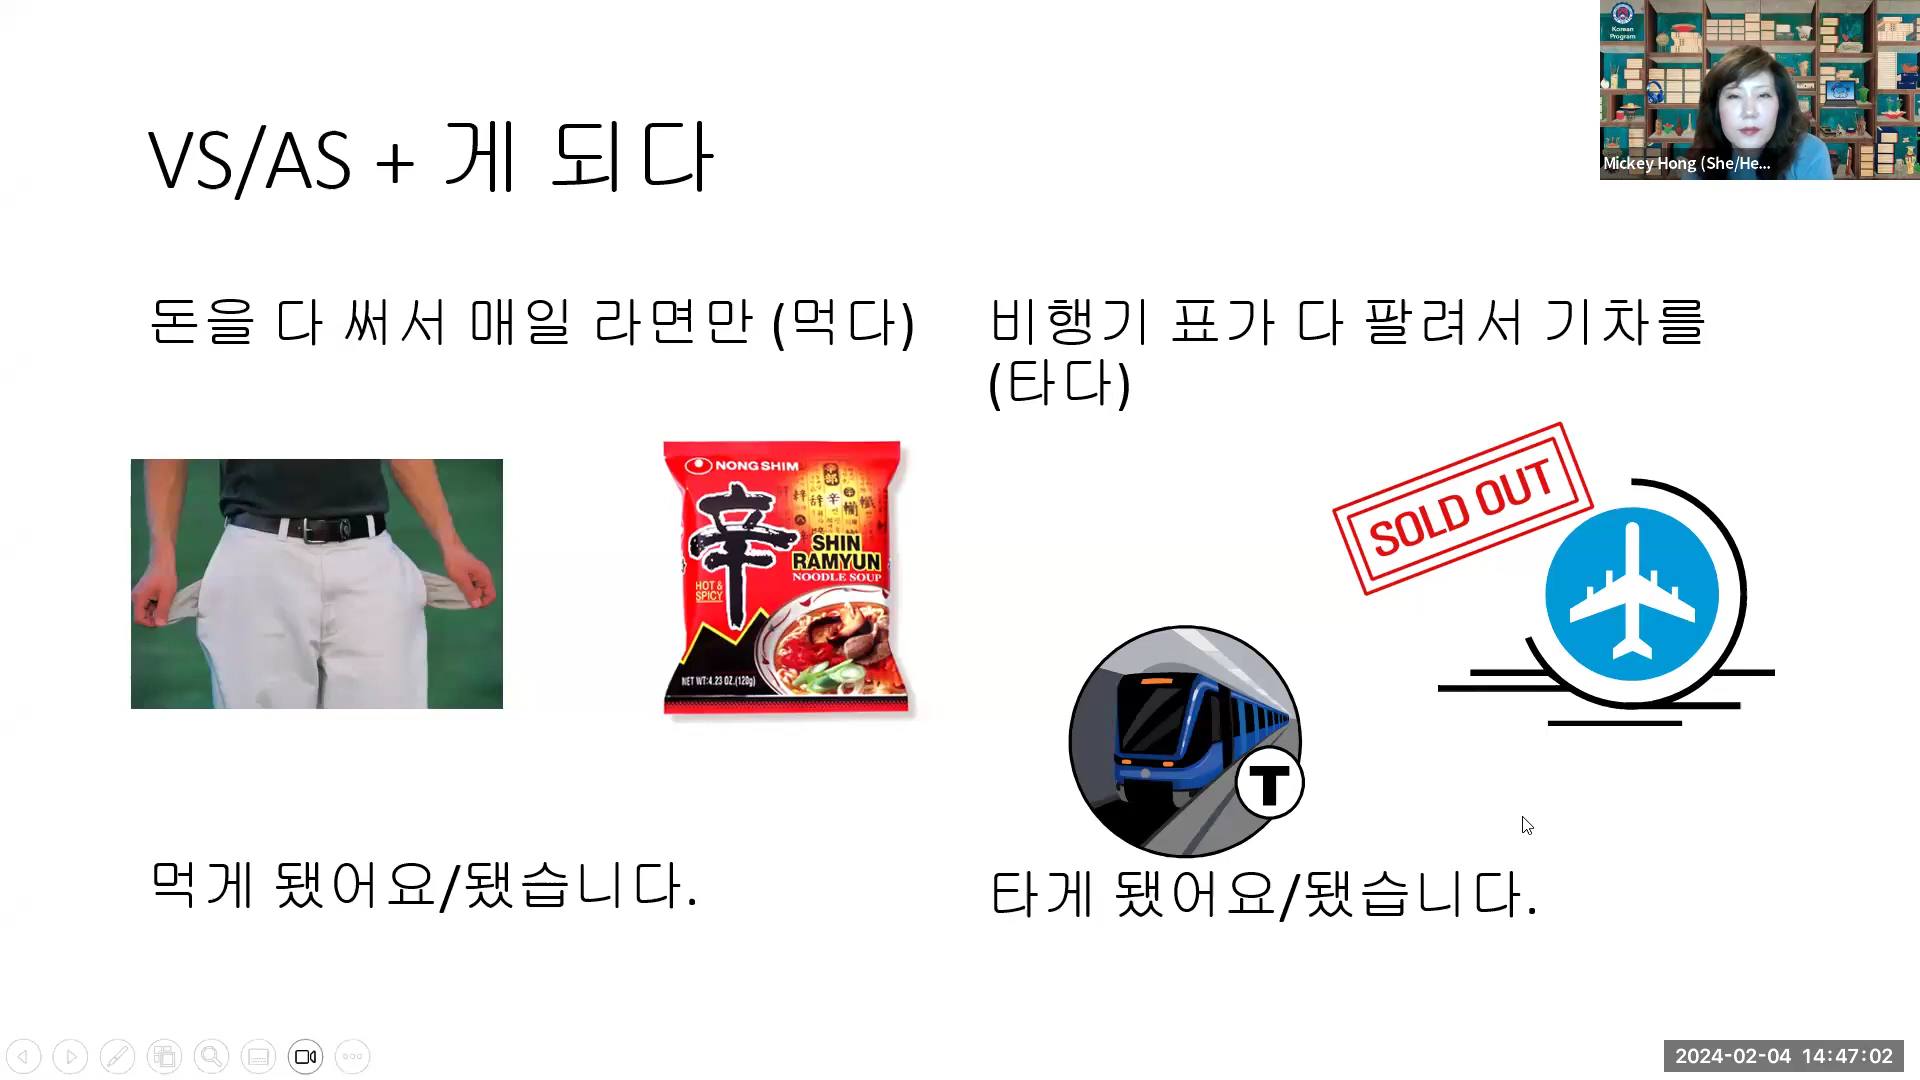 VS/AS + 게 되다
Korean
Program
Mickey Hong (She/He...
돈을 다 써서 매일 라면만 (먹다)
비행기 표가 다 팔려서 기차를
(타다)
NONGSHIM
辛
SHIN
RAMYUN
NOODLE SOUP
HOT &
SPICY
NET WT:4.23 OZ.(120g)
SOLD OUT
T
먹게 됐어요/됐습니다.
타게 됐어요/됐습니다.
2024-02-04 14:47:02